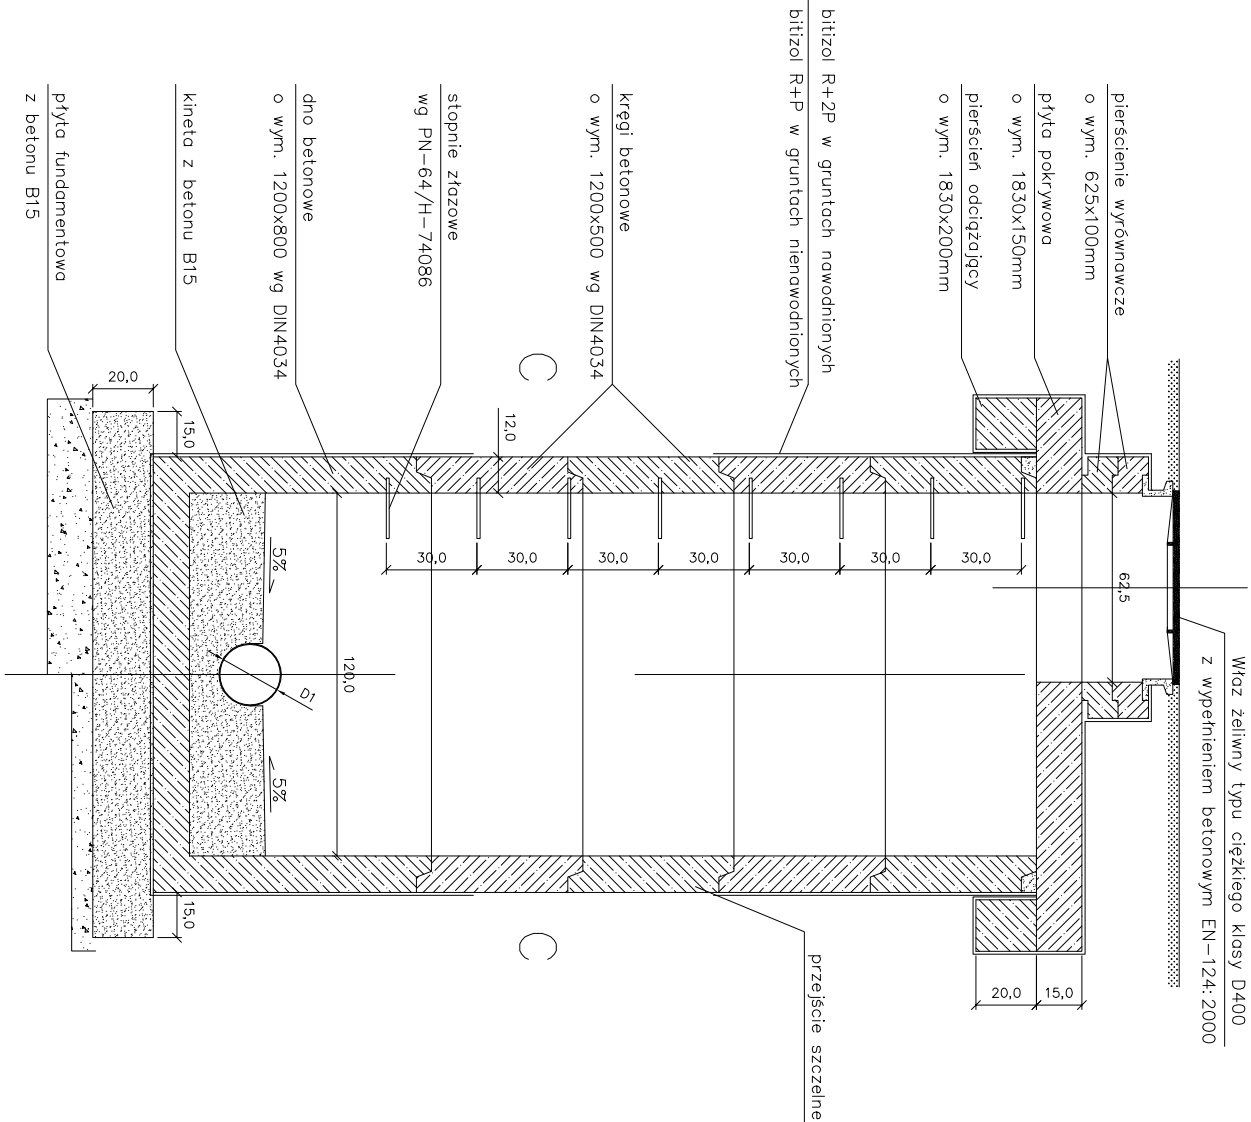 Właz żeliwny typu ciężkiego klasy D400
z wypełnieniem betonowym EN-124:2000
pierścienie wyrównawcze
o wym. 625x100mm
płyta pokrywowa
o wym. 1830x150mm
pierścień odciążający
o wym. 1830x200mm
bitizol R+2P w gruntach nawodnionych
bitizol R+P w gruntach nienawodnionych
kręgi betonowe
o wym. 1200x500 wg DIN4034
stopnie złazowe
wg PN-64/H-74086
dno betonowe
o wym. 1200x800 wg DIN4034
kineta z betonu B15
płyta fundamentowa
z betonu B15
przejście szczelne
62,5
15,0
20,0
30,0
30,0
30,0
30,0
30,0
30,0
30,0
12,0
120,0
5%
5%
D1
15,0
15,0
20,0